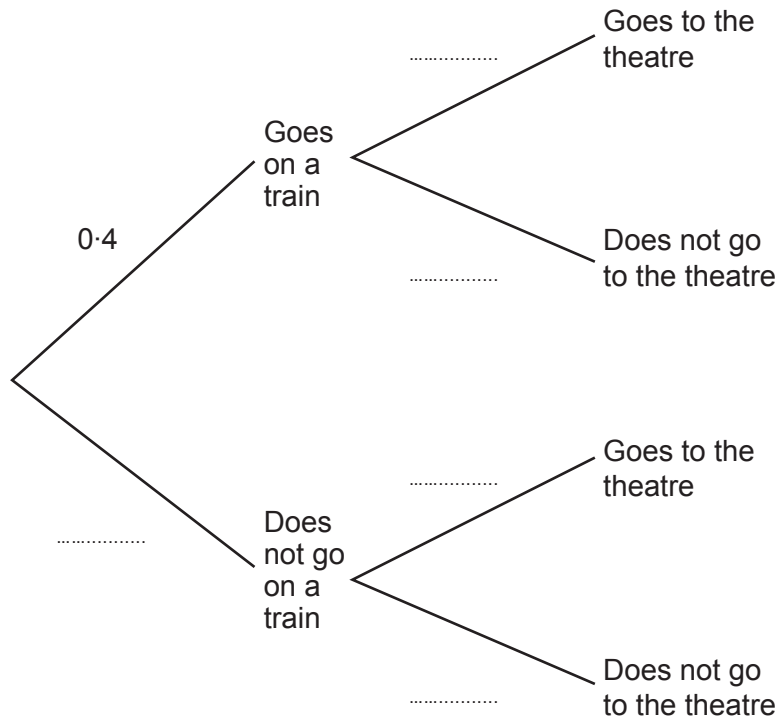 Goes to the
theatre
..................
Goes
on a
train
0·4
Does not go
to the theatre
..................
Goes to the
theatre
..................
..................
Does
not go
on a
train
Does not go
to the theatre
..................